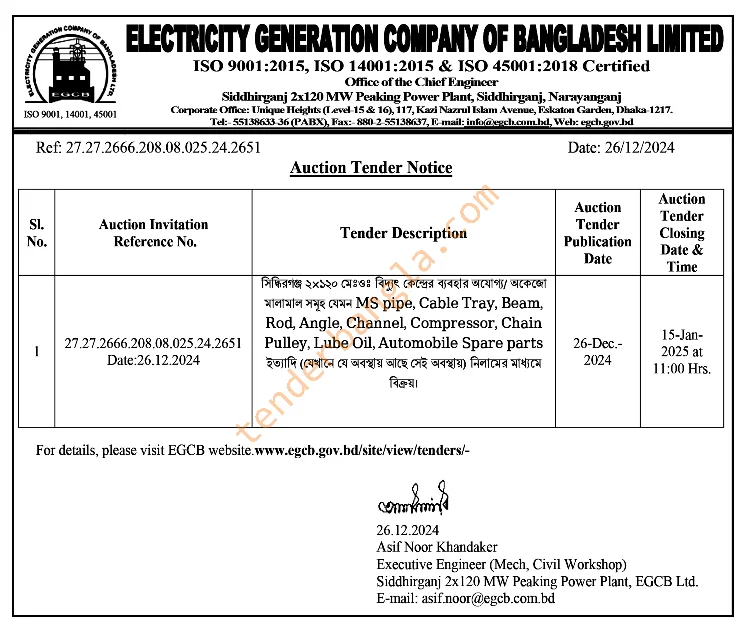 ELECTRICITY GENERATION COMPANY OF BANGLADESH LTD.
EGCB
ISO 9001, 14001, 45001
ELECTRICITY GENERATION COMPANY OF BANGLADESH LIMITED
ISO 9001:2015, ISO 14001:2015 & ISO 45001:2018 Certified
Office of the Chief Engineer
Siddhirganj 2x120 MW Peaking Power Plant, Siddhirganj, Narayanganj
Corporate Office: Unique Heights (Level-15 & 16), 117, Kazi Nazrul Islam Avenue, Eskaton Garden, Dhaka-1217.
Tel:- 55138633-36 (PABX), Fax:- 880-2-55138637, E-mail: info@egcb.com.bd, Web: egcb.gov.bd
Ref: 27.27.2666.208.08.025.24.2651 Date: 26/12/2024
Auction Tender Notice
Sl. No.
Auction Invitation Reference No.
Tender Description
Auction Tender Publication Date
Auction Tender Closing Date & Time
1
27.27.2666.208.08.025.24.2651
Date:26.12.2024
সিদ্ধিরগঞ্জ ২×১২০ মেঃওঃ বিদ্যুৎ কেন্দ্রের ব্যবহার অযোগ্য/ অকেজো
মালামাল সমূহ যেমন MS pipe, Cable Tray, Beam,
Rod, Angle, Channel, Compressor, Chain
Pulley, Lube Oil, Automobile Spare parts
ইত্যাদি (যেখানে যে অবস্থায় আছে সেই অবস্থায়) নিলামের মাধ্যমে
বিক্রয়।
26-Dec.-
2024
15-Jan-
2025 at
11:00 Hrs.
For details, please visit EGCB website.www.egcb.gov.bd/site/view/tenders/-
26.12.2024
Asif Noor Khandaker
Executive Engineer (Mech, Civil Workshop)
Siddhirganj 2x120 MW Peaking Power Plant, EGCB Ltd.
E-mail: asif.noor@egcb.com.bd
tenderbangla.com